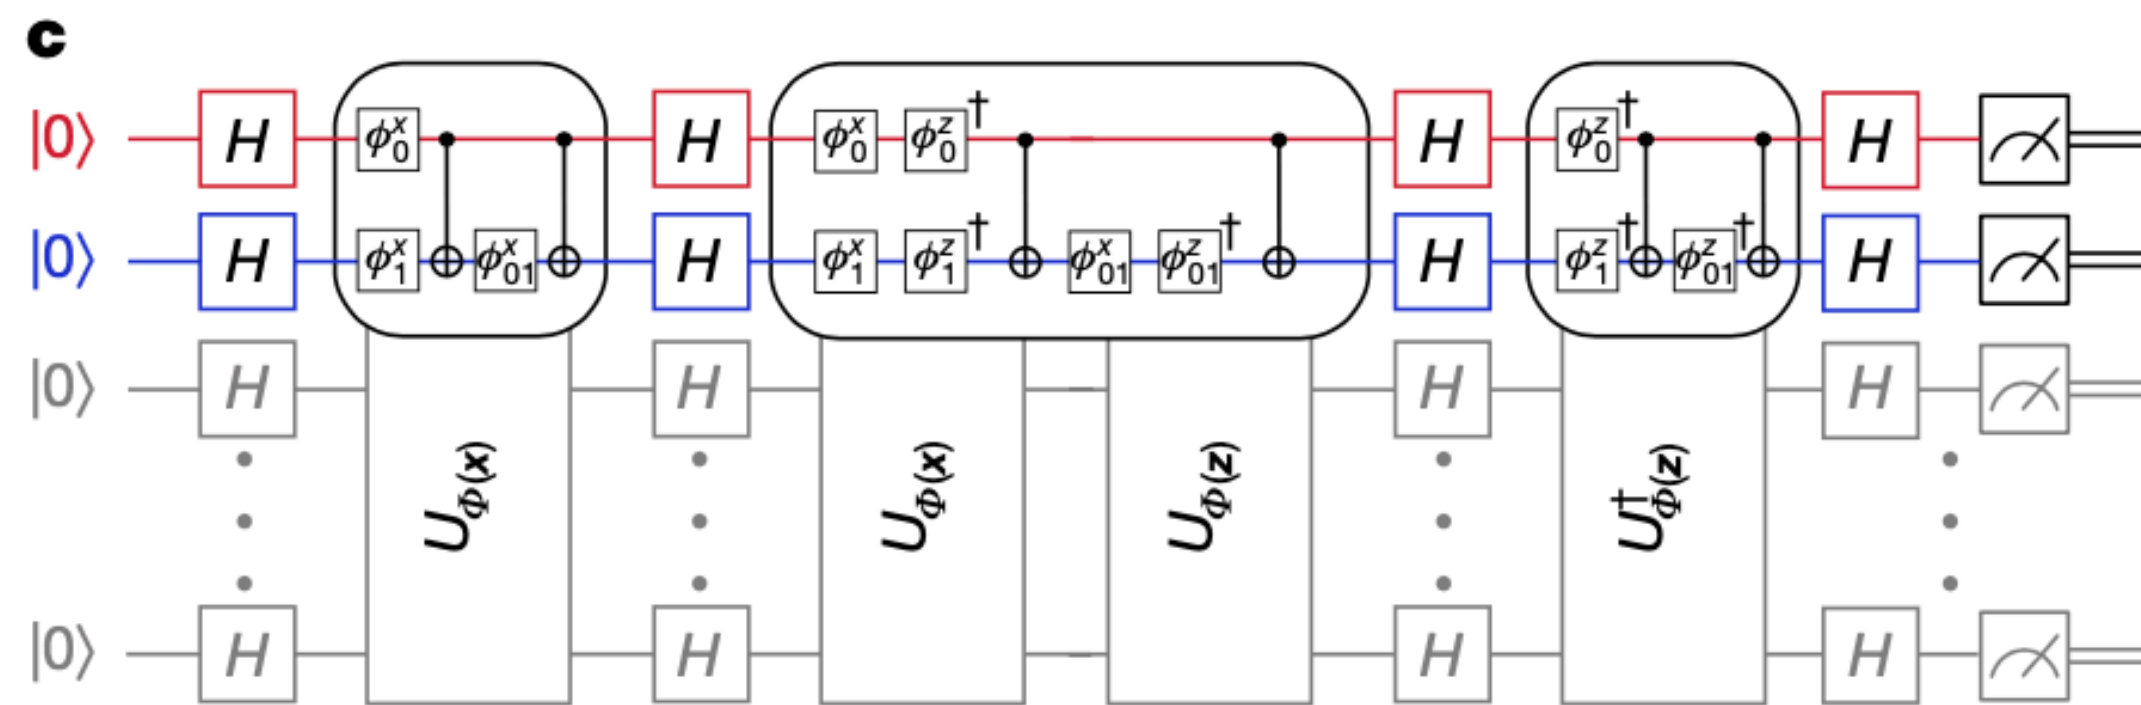 c
|0⟩ H ϕ₀ˣ H ϕ₀ˣ ϕ₀ᶻ† H ϕ₀ᶻ† H
|0⟩ H ϕ₁ˣ ϕ₀₁ˣ H ϕ₁ˣ ϕ₁ᶻ† ϕ₀₁ˣ ϕ₀₁ᶻ† H ϕ₁ᶻ† ϕ₀₁ᶻ† H
|0⟩ H H H H
U_Φ(x) U_Φ(x) U_Φ(z) U†_Φ(z)
|0⟩ H H H H